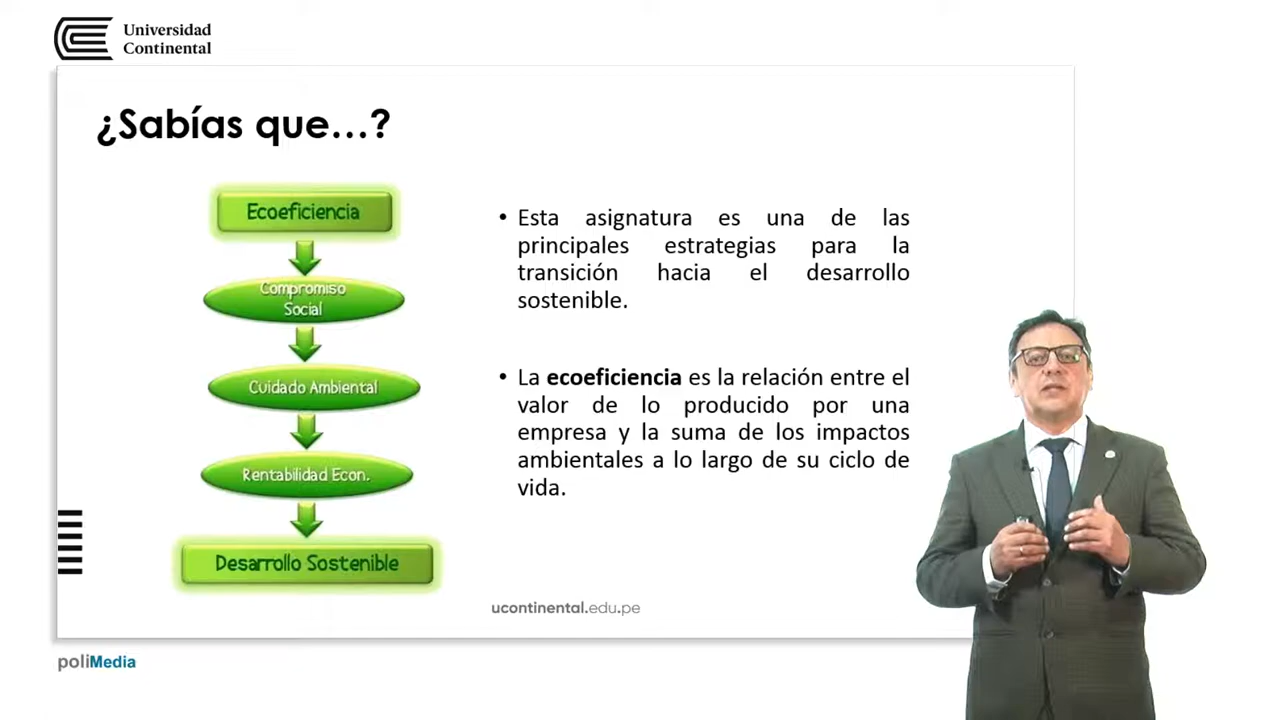 Universidad
Continental
¿Sabías que...?
Ecoeficiencia
Compromiso
Social
Cuidado Ambiental
Rentabilidad Econ.
Desarrollo Sostenible
• Esta asignatura es una de las
principales estrategias para la
transición hacia el desarrollo
sostenible.
• La ecoeficiencia es la relación entre el
valor de lo producido por una
empresa y la suma de los impactos
ambientales a lo largo de su ciclo de
vida.
ucontinental.edu.pe
poliMedia